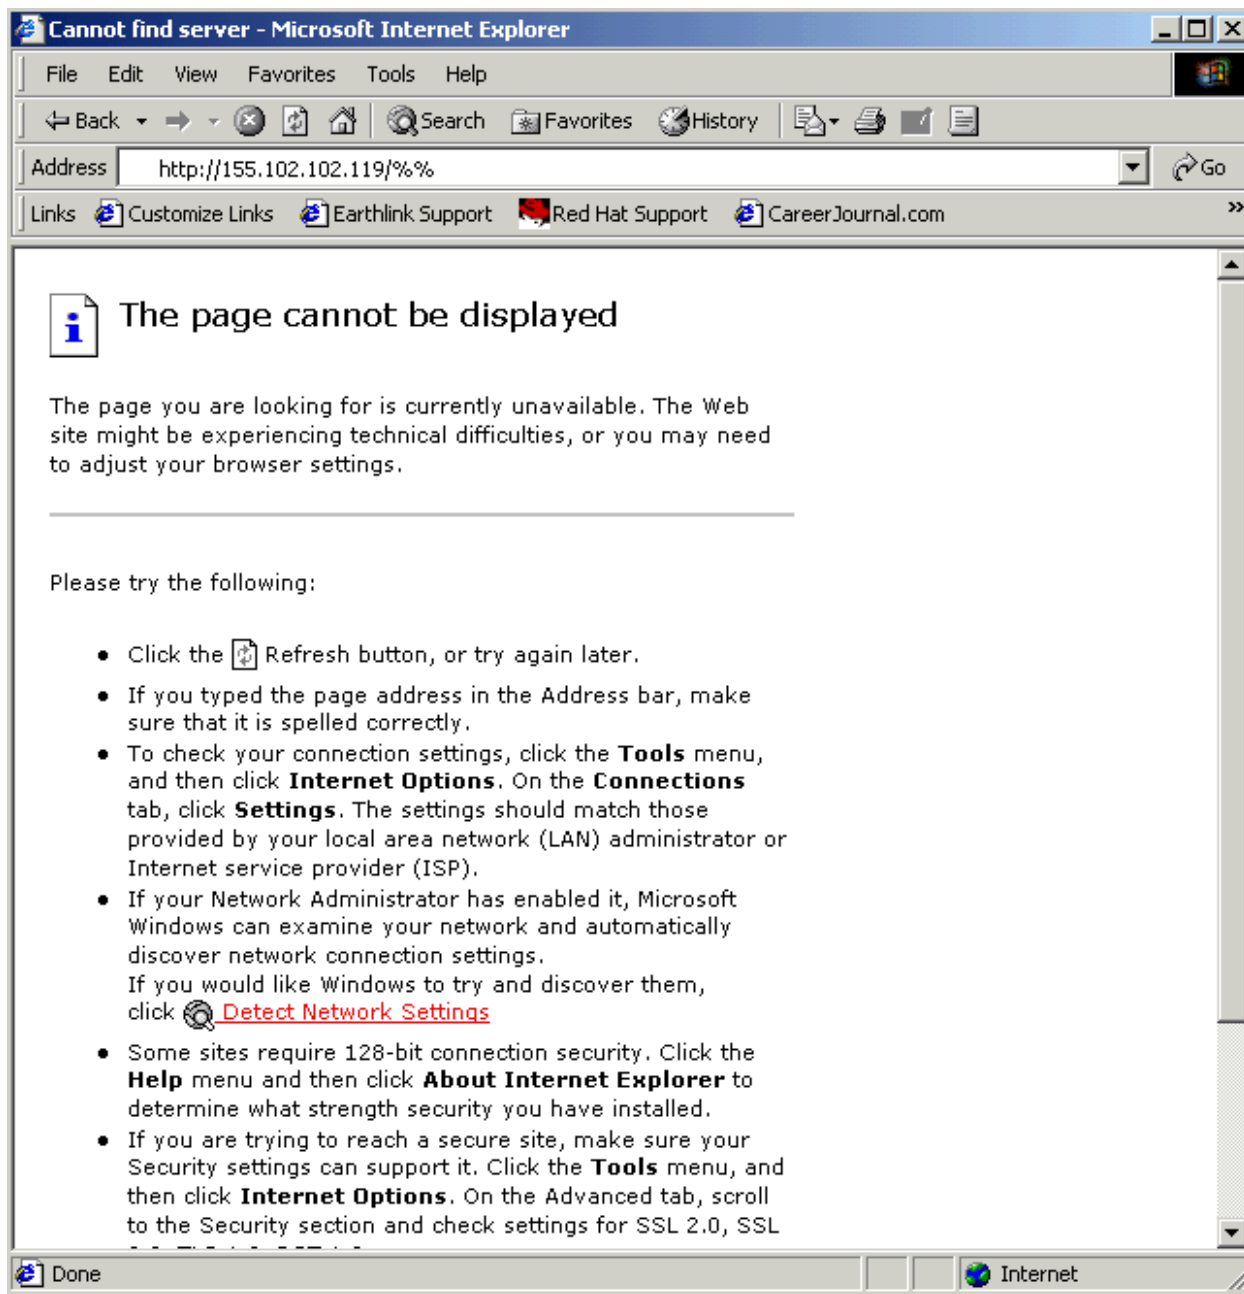 Cannot find server - Microsoft Internet Explorer
File Edit View Favorites Tools Help
Back Search Favorites History
Address http://155.102.102.119/%% Go
Links Customize Links Earthlink Support Red Hat Support CareerJournal.com »
The page cannot be displayed
The page you are looking for is currently unavailable. The Web
site might be experiencing technical difficulties, or you may need
to adjust your browser settings.
Please try the following:
Click the Refresh button, or try again later.
If you typed the page address in the Address bar, make
sure that it is spelled correctly.
To check your connection settings, click the Tools menu,
and then click Internet Options. On the Connections
tab, click Settings. The settings should match those
provided by your local area network (LAN) administrator or
Internet service provider (ISP).
If your Network Administrator has enabled it, Microsoft
Windows can examine your network and automatically
discover network connection settings.
If you would like Windows to try and discover them,
click Detect Network Settings
Some sites require 128-bit connection security. Click the
Help menu and then click About Internet Explorer to
determine what strength security you have installed.
If you are trying to reach a secure site, make sure your
Security settings can support it. Click the Tools menu, and
then click Internet Options. On the Advanced tab, scroll
to the Security section and check settings for SSL 2.0, SSL
Done Internet